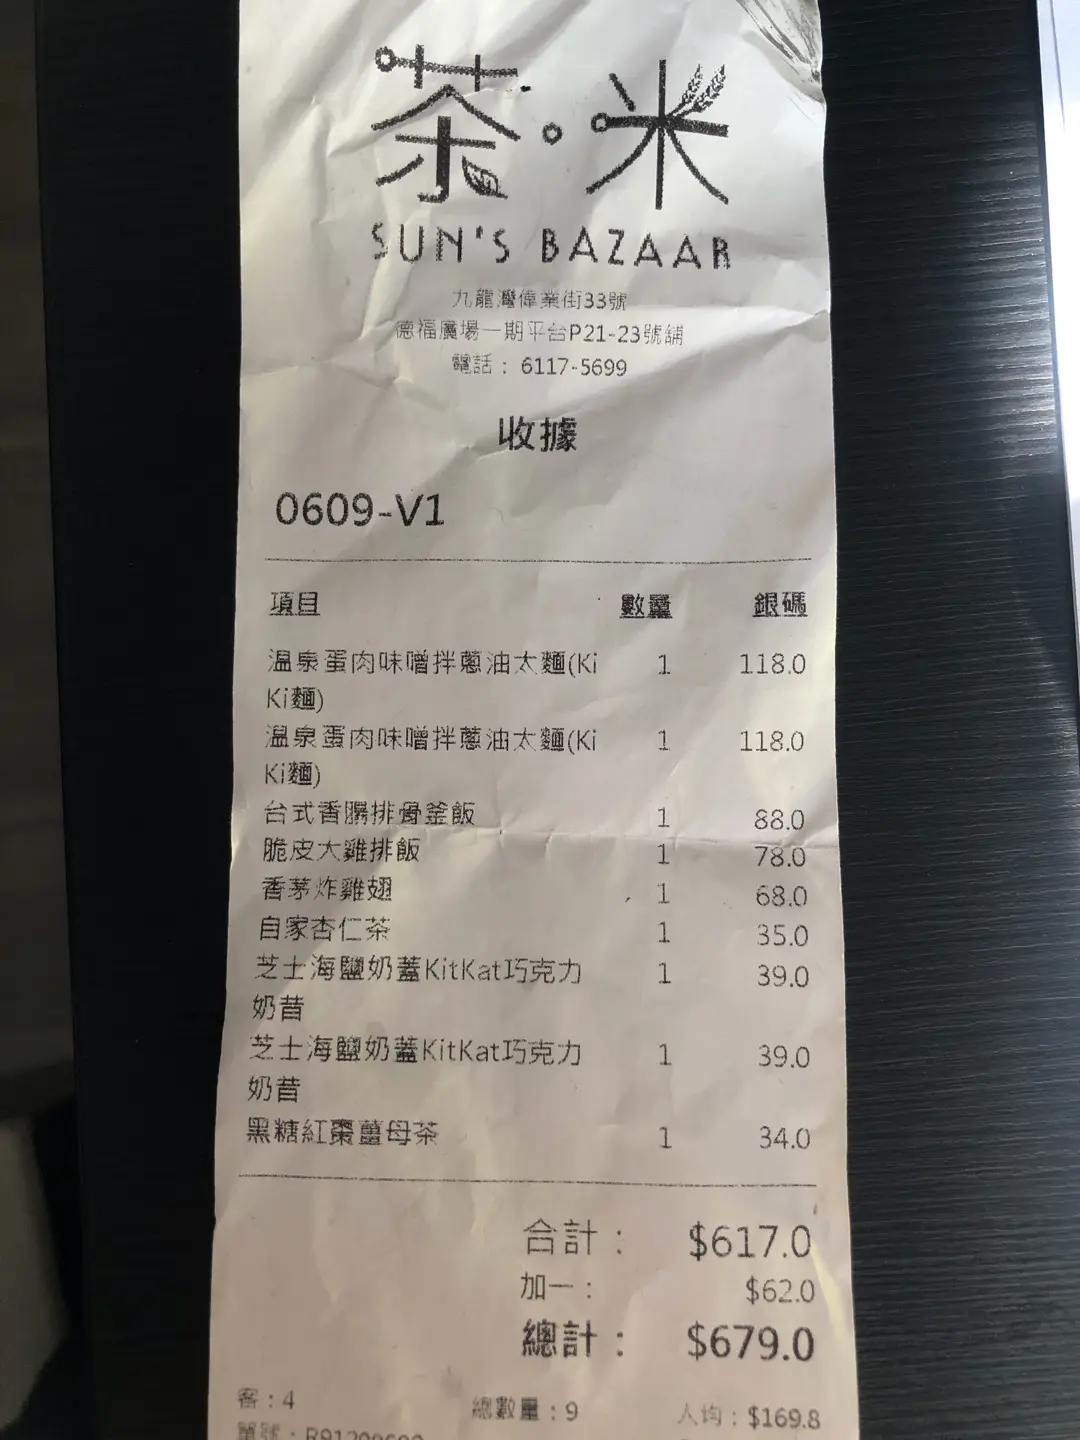 茶·米
SUN'S BAZAAR
九龍灣偉業街33號
德福廣場一期平台P21-23號舖
電話：6117-5699
收據
0609-V1
項目 數量 銀碼
溫泉蛋肉味噌拌蔥油太麵(Ki 1 118.0
Ki麵)
溫泉蛋肉味噌拌蔥油太麵(Ki 1 118.0
Ki麵)
台式香腸排骨釜飯 1 88.0
脆皮大雞排飯 1 78.0
香茅炸雞翅 1 68.0
自家杏仁茶 1 35.0
芝士海鹽奶蓋KitKat巧克力 1 39.0
奶昔
芝士海鹽奶蓋KitKat巧克力 1 39.0
奶昔
黑糖紅棗薑母茶 1 34.0
合計： $617.0
加一： $62.0
總計： $679.0
客：4 總數量：9 人均：$169.8
單號：